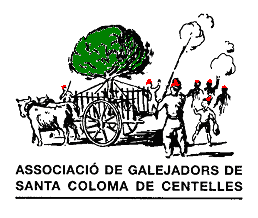 ASSOCIACIÓ DE GALEJADORS DE
SANTA COLOMA DE CENTELLES